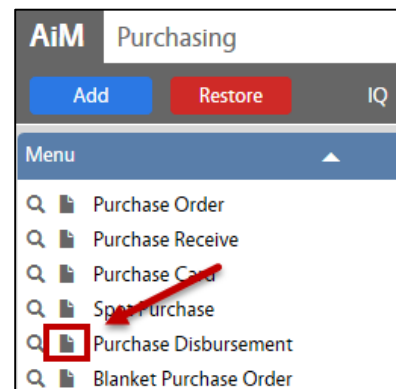 AiM Purchasing
Add Restore IQ
Menu
Purchase Order
Purchase Receive
Purchase Card
Spot Purchase
Purchase Disbursement
Blanket Purchase Order